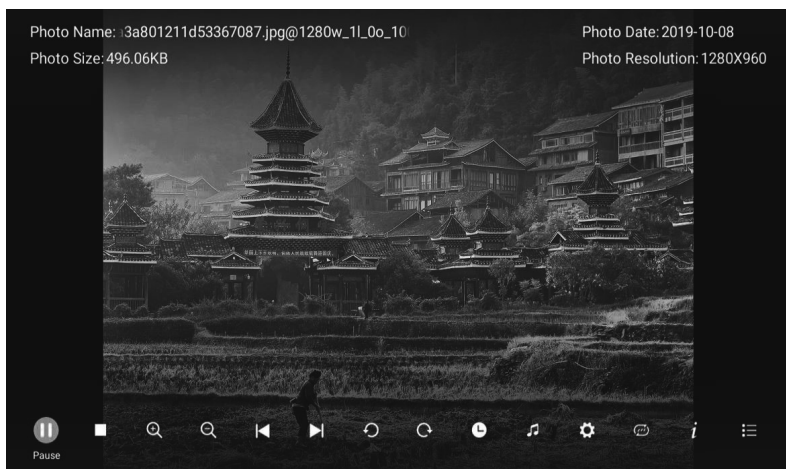 Photo Name: 3a801211d53367087.jpg@1280w_1l_0o_10
Photo Date: 2019-10-08
Photo Size: 496.06KB
Photo Resolution: 1280X960
Pause